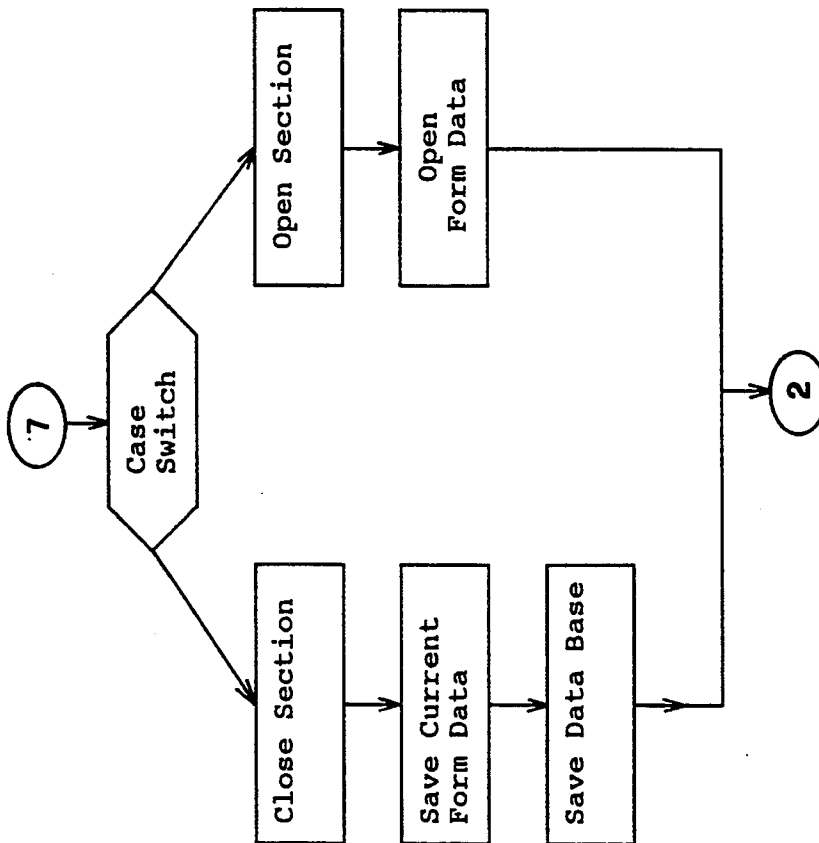 7
Case
Switch
Close Section
Save Current
Form Data
Save Data Base
Open Section
Open
Form Data
2